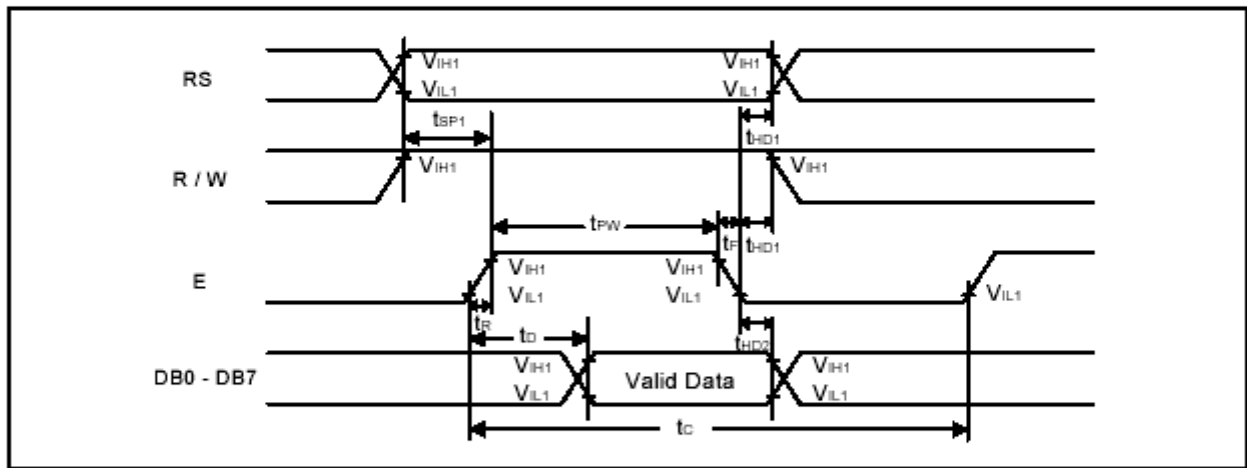 RS
VIH1
VIL1
VIH1
VIL1
tSP1
tHD1
R / W
VIH1
VIH1
tPW
tF
tHD1
E
VIH1
VIL1
VIH1
VIL1
VIL1
tR
tD
tHD2
DB0 - DB7
VIH1
VIL1
Valid Data
VIH1
VIL1
tC